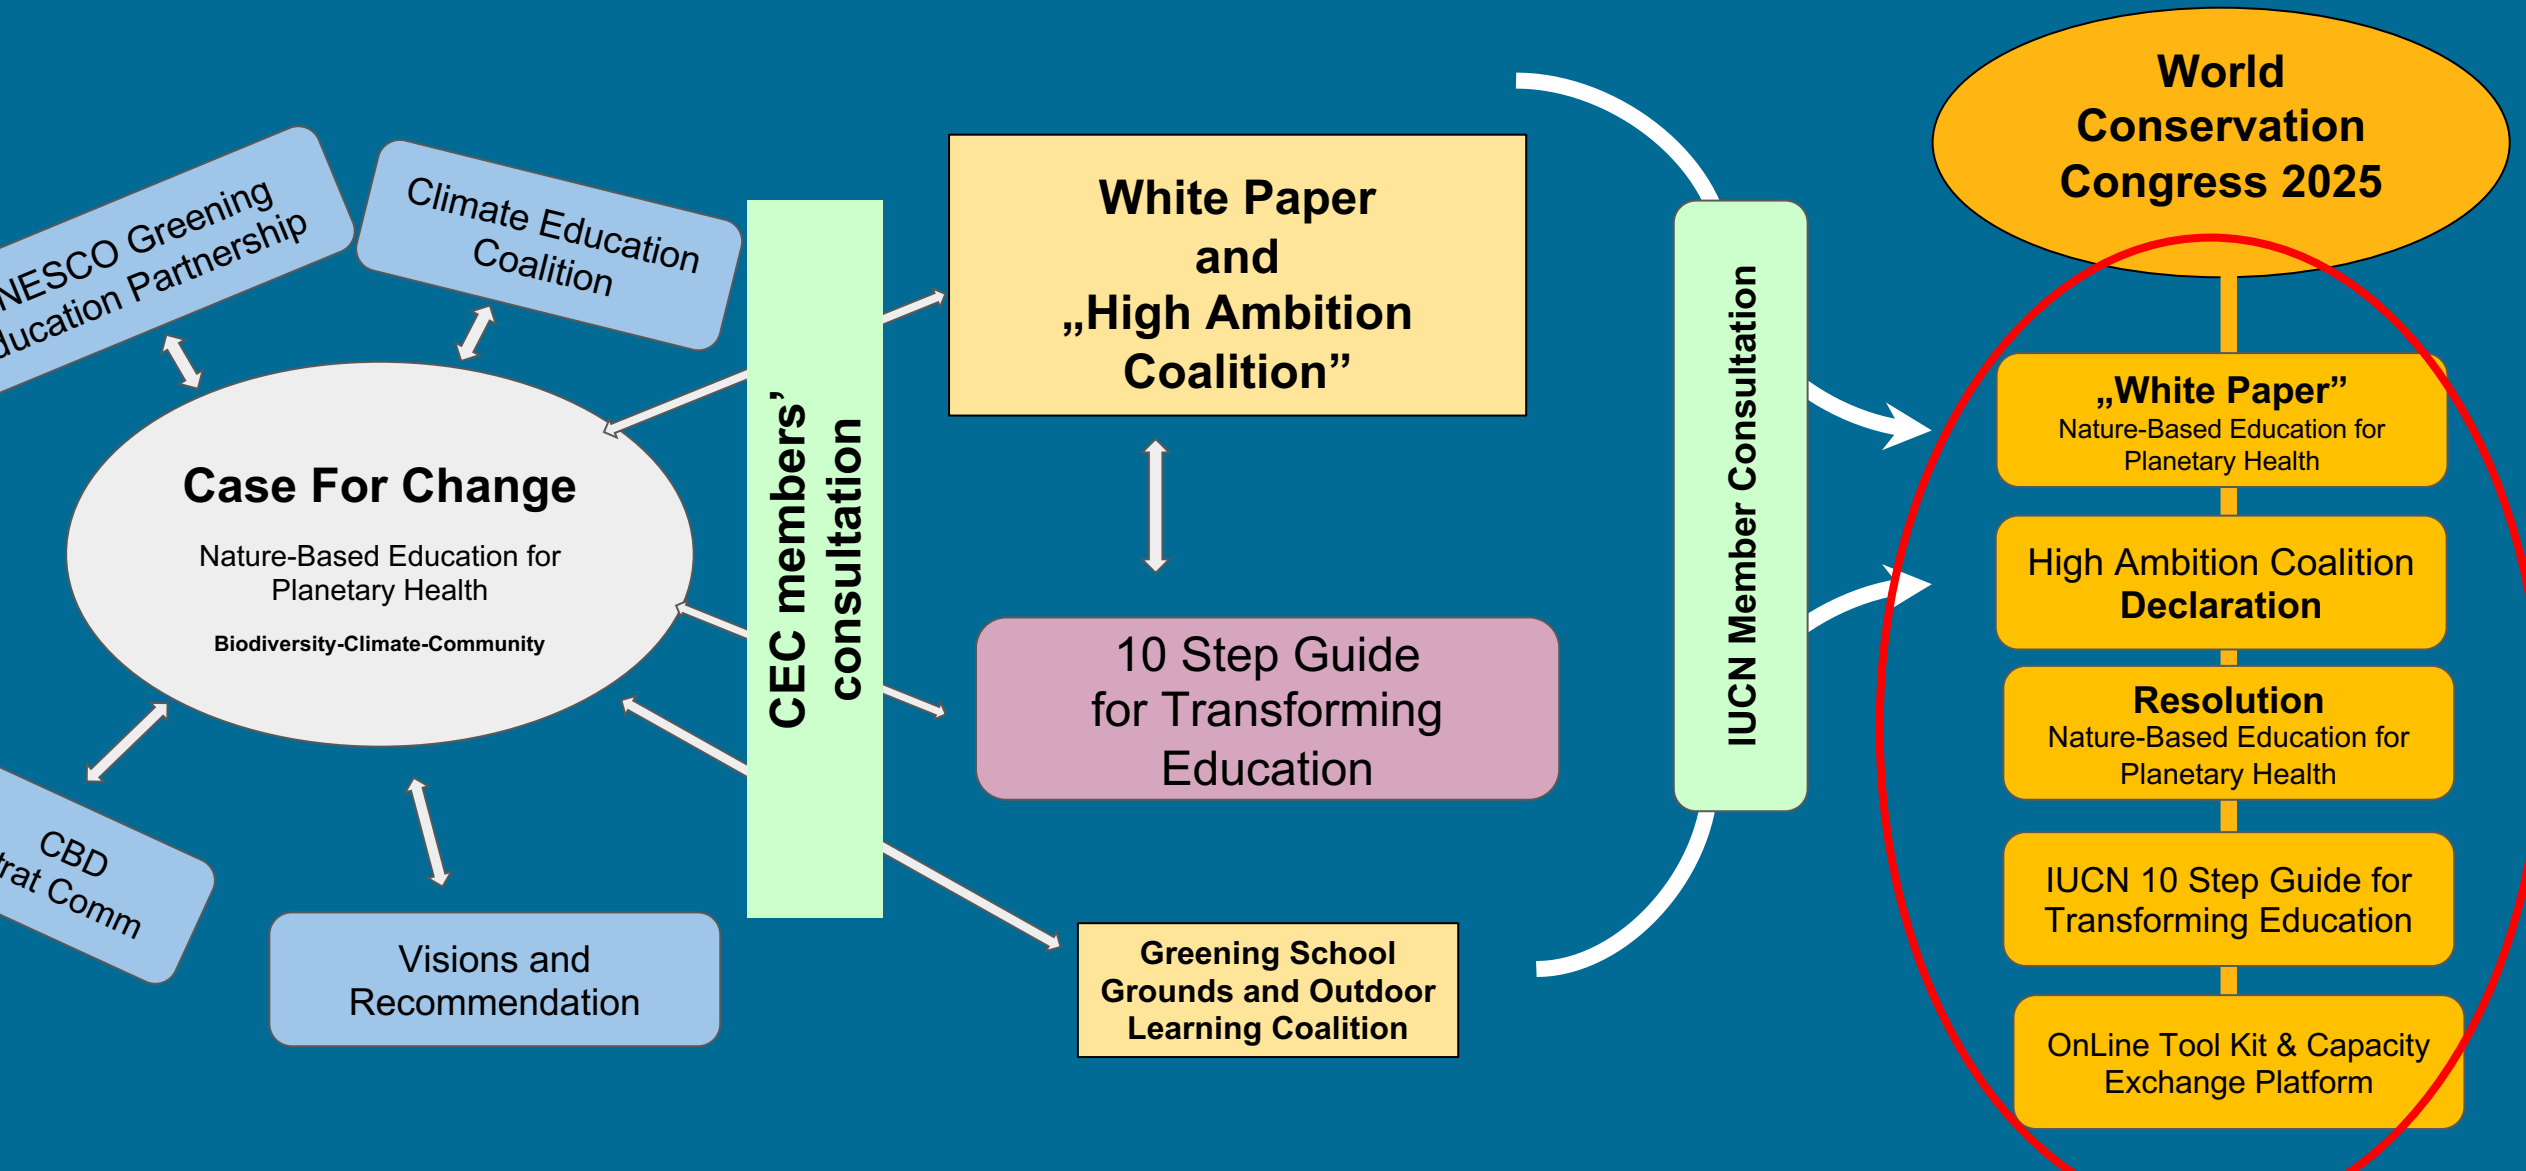 NESCO Greening
ducation Partnership
Climate Education
Coalition
Case For Change
Nature-Based Education for
Planetary Health
Biodiversity-Climate-Community
CBD
trat Comm
Visions and
Recommendation
CEC members’
consultation
White Paper
and
„High Ambition
Coalition”
10 Step Guide
for Transforming
Education
Greening School
Grounds and Outdoor
Learning Coalition
IUCN Member Consultation
World
Conservation
Congress 2025
„White Paper”
Nature-Based Education for
Planetary Health
High Ambition Coalition
Declaration
Resolution
Nature-Based Education for
Planetary Health
IUCN 10 Step Guide for
Transforming Education
OnLine Tool Kit & Capacity
Exchange Platform